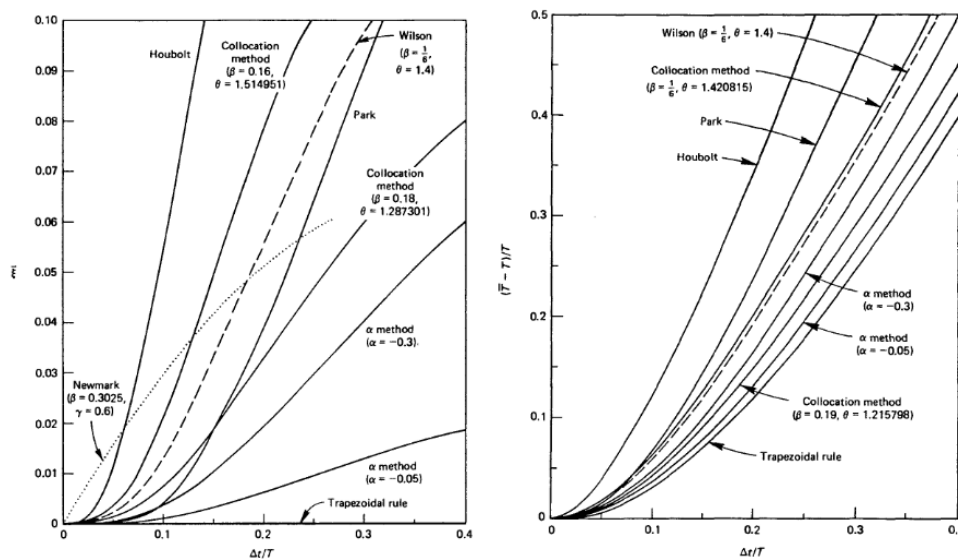 0.10
0.09
0.08
0.07
0.06
0.05
0.04
0.03
0.02
0.01
0
ξ̄
Houbolt
Collocation
method
(β = 0.16,
θ = 1.514951)
Wilson
(β = 1/6,
θ = 1.4)
Park
Collocation
method
(β = 0.18,
θ = 1.287301)
α method
(α = −0.3)
Newmark
(β = 0.3025,
γ = 0.6)
α method
(α = −0.05)
Trapezoidal rule
0 0.1 0.2 0.3 0.4
Δt/T
0.5
0.4
0.3
0.2
0.1
0
(T̄ − T)/T
Wilson (β = 1/6, θ = 1.4)
Collocation method
(β = 1/6, θ = 1.420815)
Park
Houbolt
α method
(α = −0.3)
α method
(α = −0.05)
Collocation method
(β = 0.19, θ = 1.215798)
Trapezoidal rule
0 0.1 0.2 0.3 0.4
Δt/T